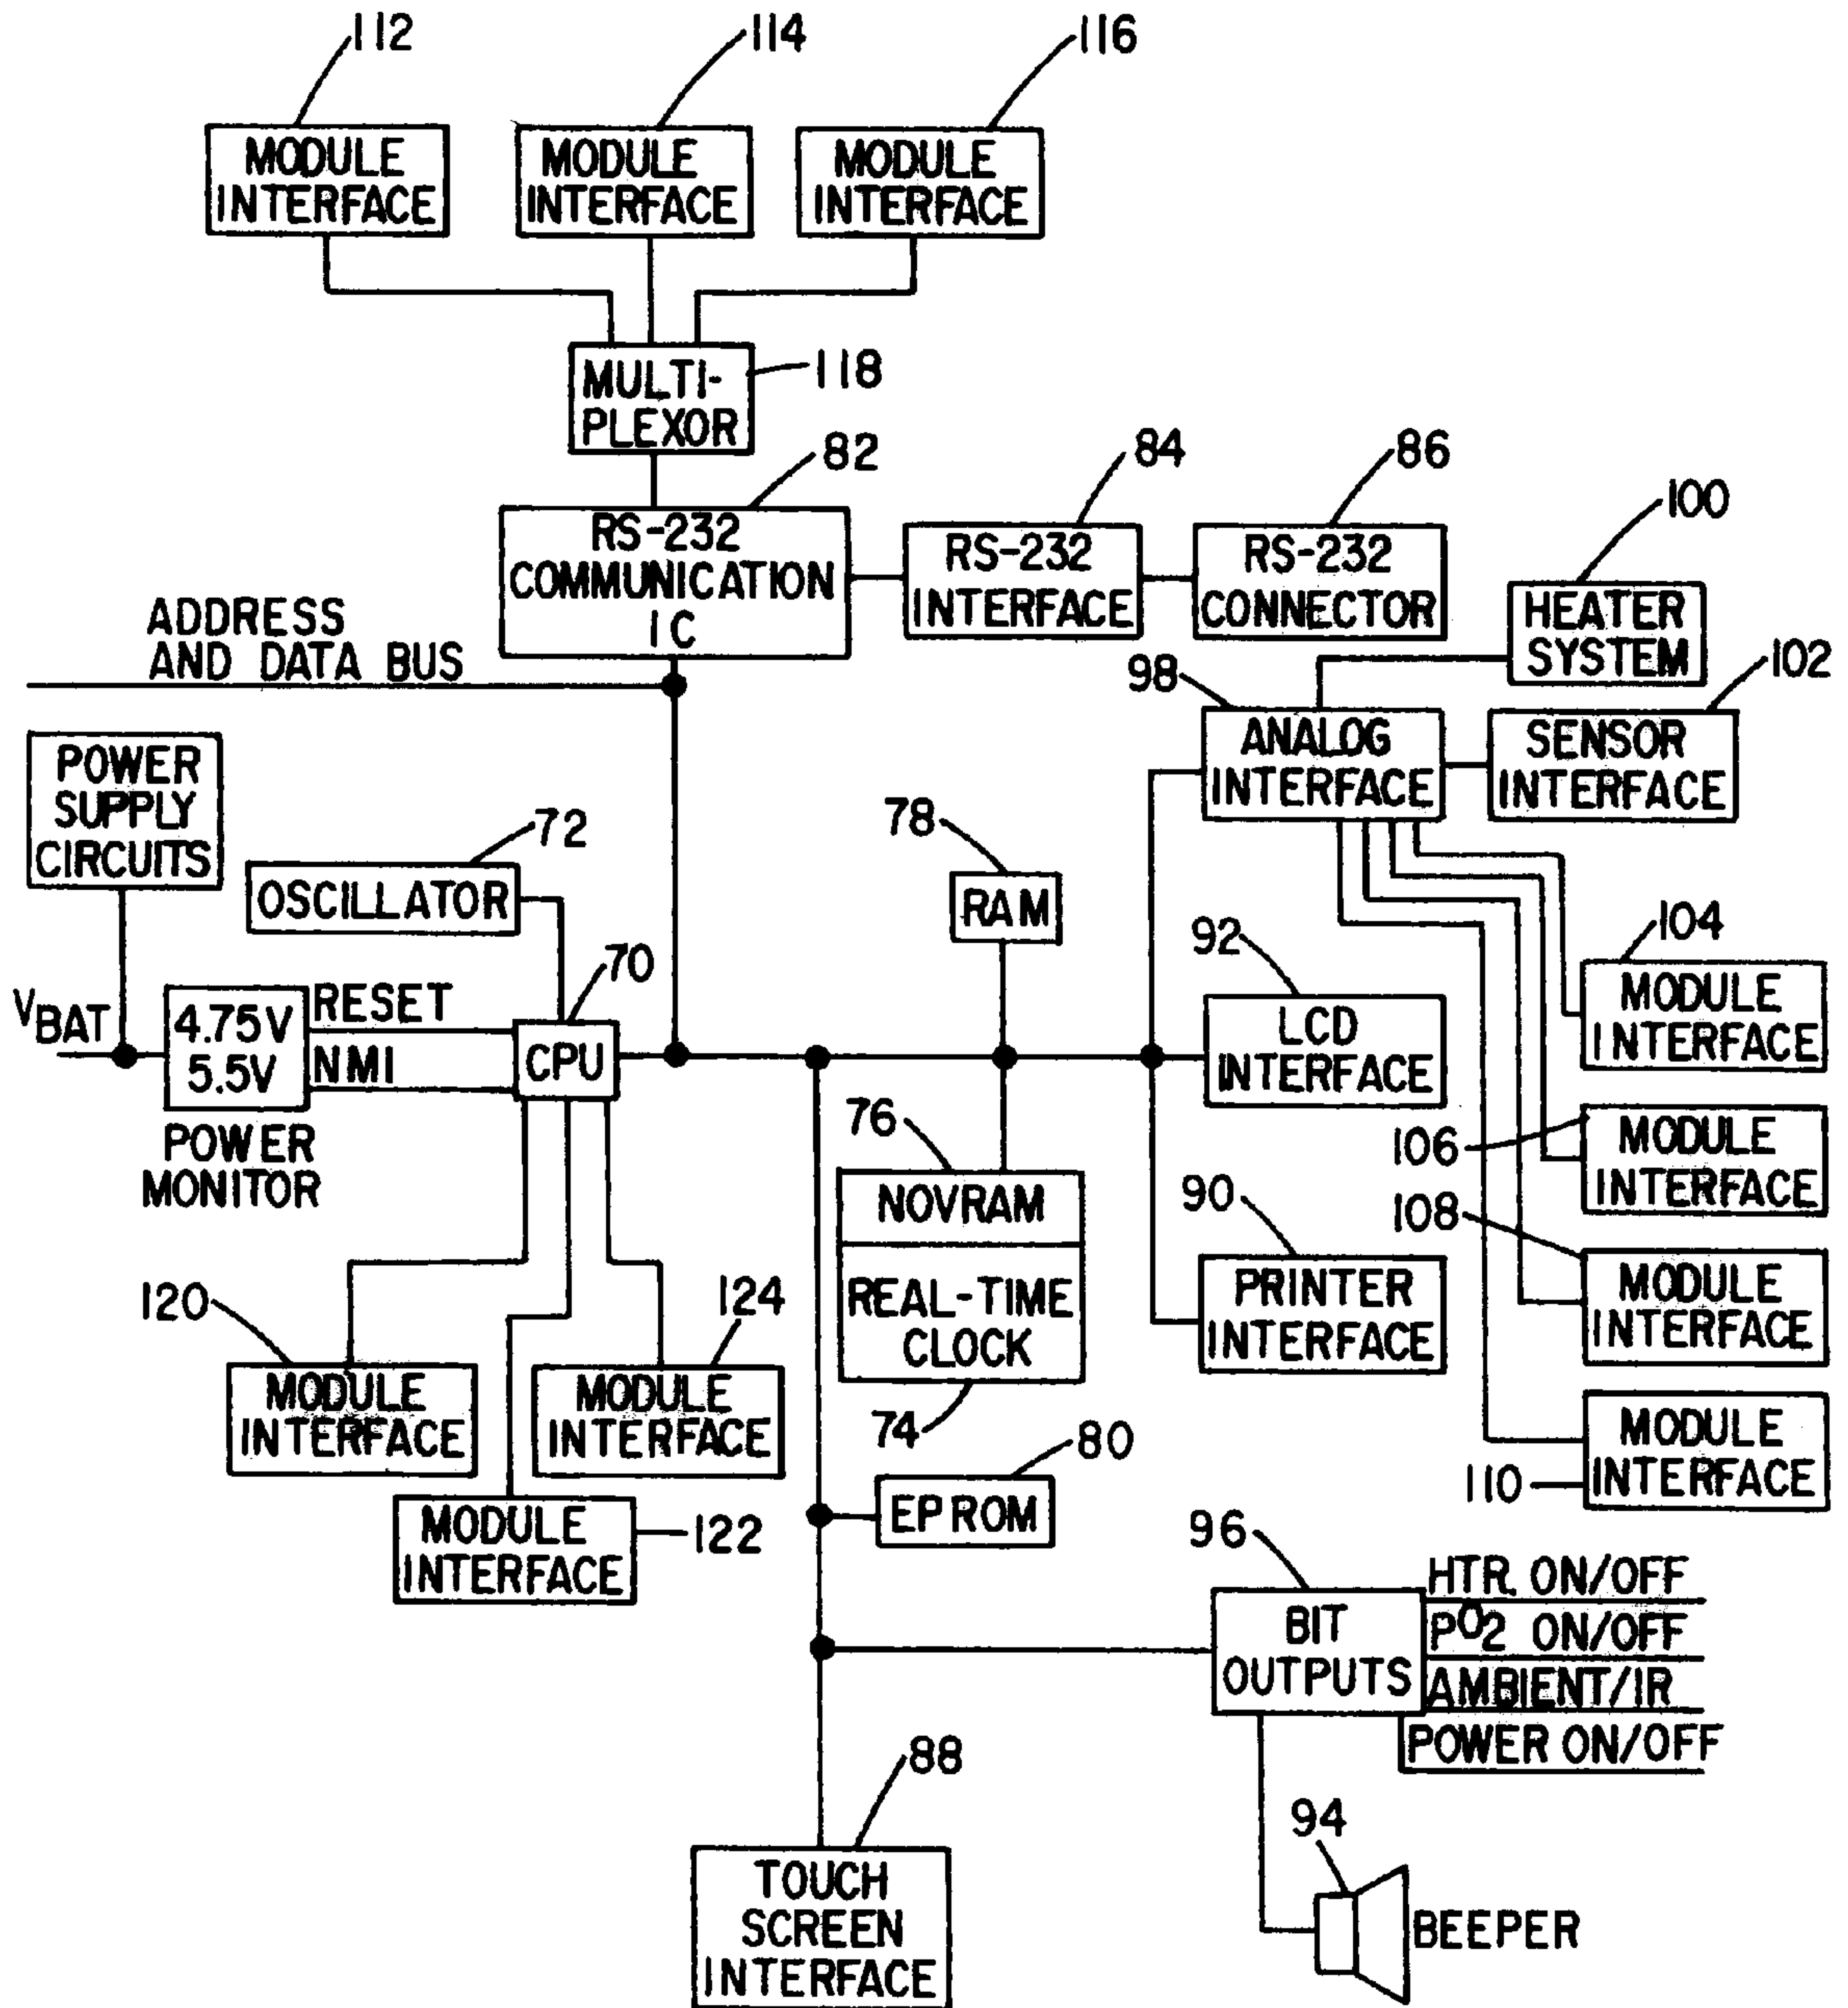 112
114
116
MODULE
INTERFACE
MODULE
INTERFACE
MODULE
INTERFACE
MULTI-
PLEXOR
118
82
84
86
100
RS-232
COMMUNICATION
IC
RS-232
INTERFACE
RS-232
CONNECTOR
HEATER
SYSTEM
ADDRESS
AND DATA BUS
98
102
ANALOG
INTERFACE
SENSOR
INTERFACE
POWER
SUPPLY
CIRCUITS
72
OSCILLATOR
78
RAM
92
104
70
VBAT
4.75V
5.5V
RESET
NMI
CPU
LCD
INTERFACE
MODULE
INTERFACE
POWER
MONITOR
76
NOVRAM
REAL-TIME
CLOCK
74
90
PRINTER
INTERFACE
106
MODULE
INTERFACE
108
MODULE
INTERFACE
110
MODULE
INTERFACE
120
124
MODULE
INTERFACE
MODULE
INTERFACE
MODULE
INTERFACE
122
80
EPROM
96
BIT
OUTPUTS
HTR. ON/OFF
PO2 ON/OFF
AMBIENT/IR
POWER ON/OFF
88
TOUCH
SCREEN
INTERFACE
94
BEEPER